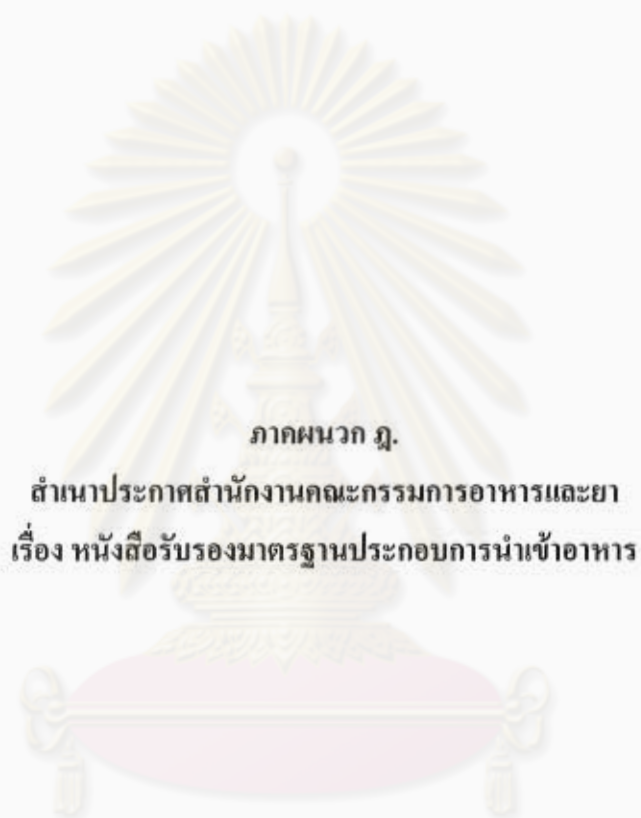 ภาคผนวก ฎ.
สำเนาประกาศสำนักงานคณะกรรมการอาหารและยา
เรื่อง หนังสือรับรองมาตรฐานประกอบการนำเข้าอาหาร